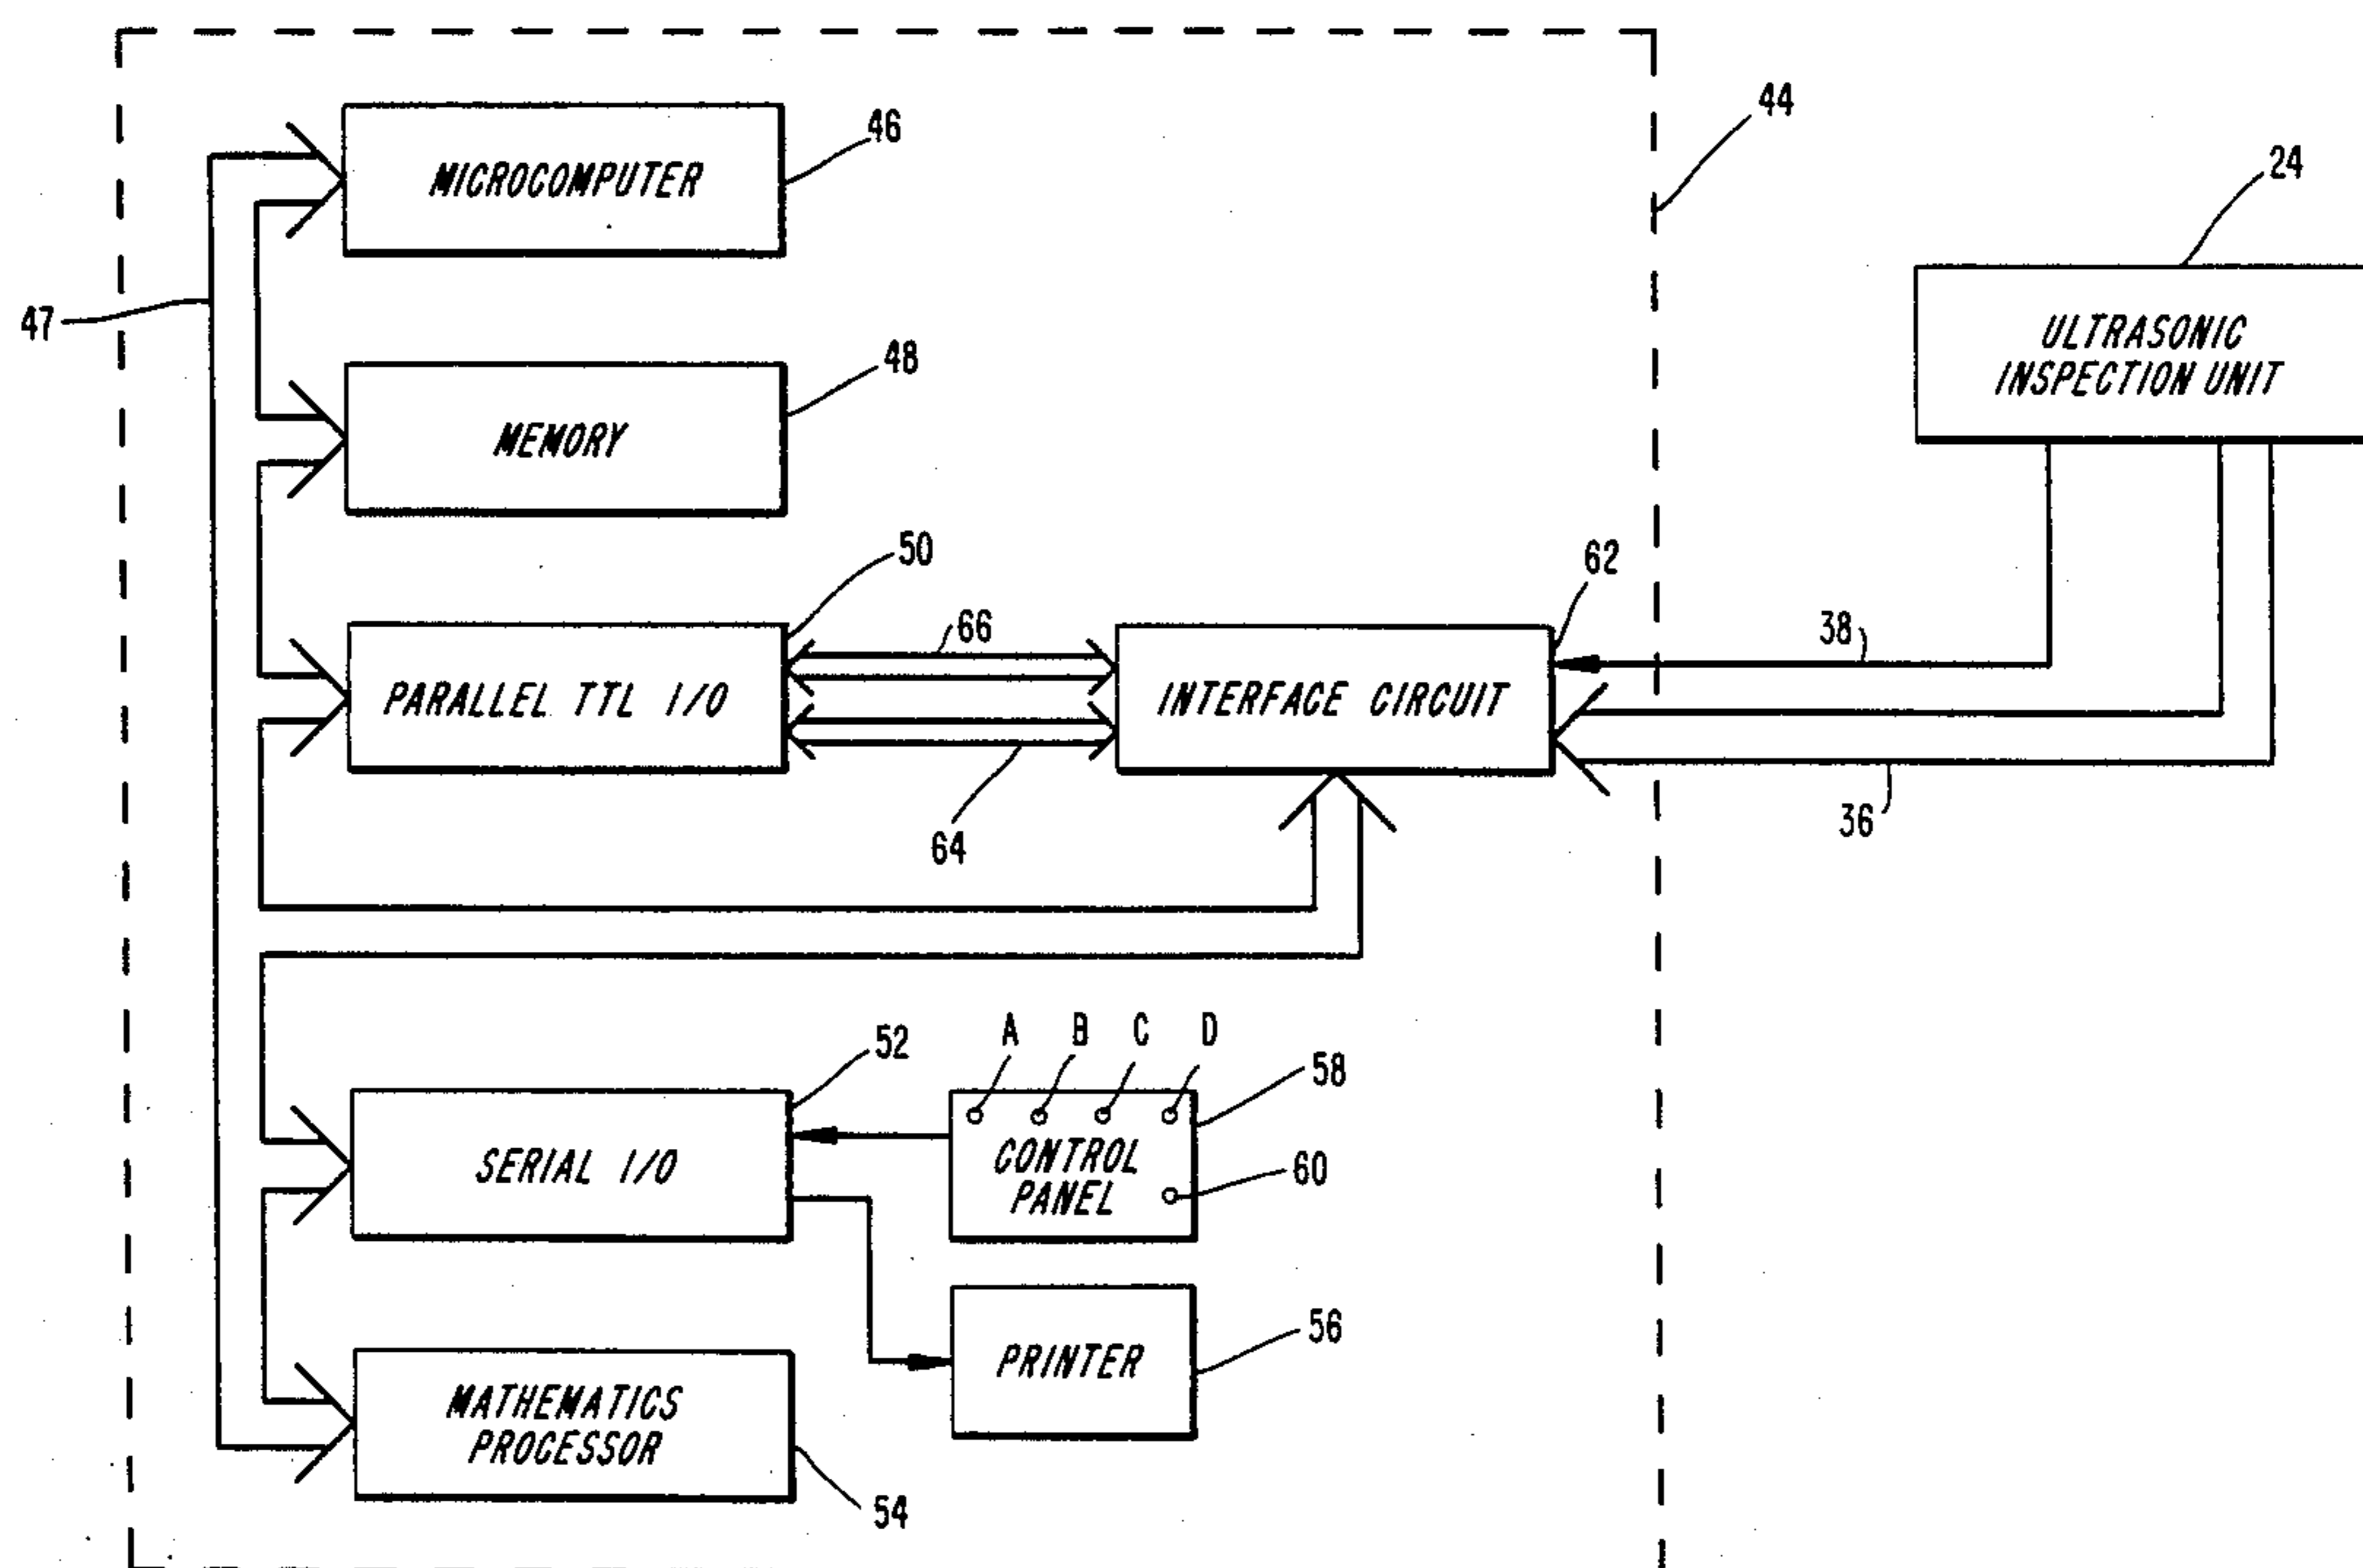 44
46
MICROCOMPUTER
24
47
ULTRASONIC
INSPECTION UNIT
48
MEMORY
50
62
66
38
PARALLEL TTL I/O
INTERFACE CIRCUIT
64
36
A B C D
52
58
SERIAL I/O
CONTROL
PANEL
60
56
PRINTER
MATHEMATICS
PROCESSOR
54